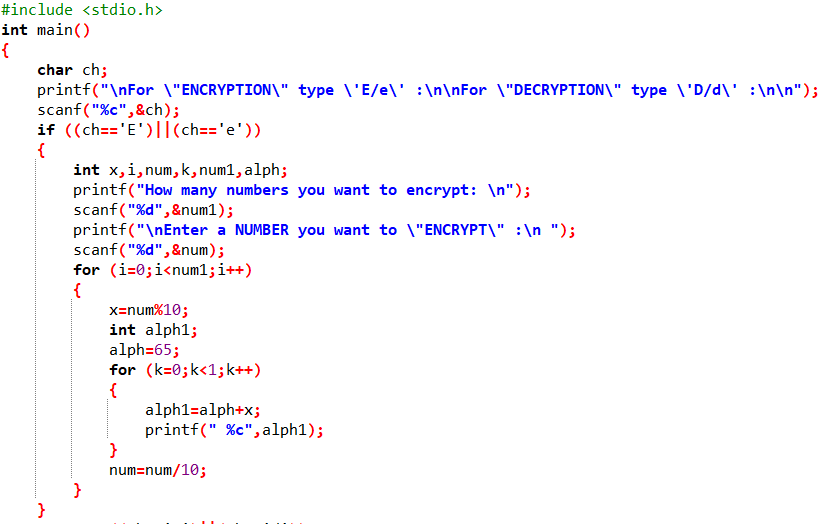 #include <stdio.h>
int main()
{
char ch;
printf("\nFor \"ENCRYPTION\" type \'E/e\' :\n\nFor \"DECRYPTION\" type \'D/d\' :\n\n");
scanf("%c",&ch);
if ((ch=='E')||(ch=='e'))
{
int x,i,num,k,num1,alph;
printf("How many numbers you want to encrypt: \n");
scanf("%d",&num1);
printf("\nEnter a NUMBER you want to \"ENCRYPT\" :\n ");
scanf("%d",&num);
for (i=0;i<num1;i++)
{
x=num%10;
int alph1;
alph=65;
for (k=0;k<1;k++)
{
alph1=alph+x;
printf(" %c",alph1);
}
num=num/10;
}
}